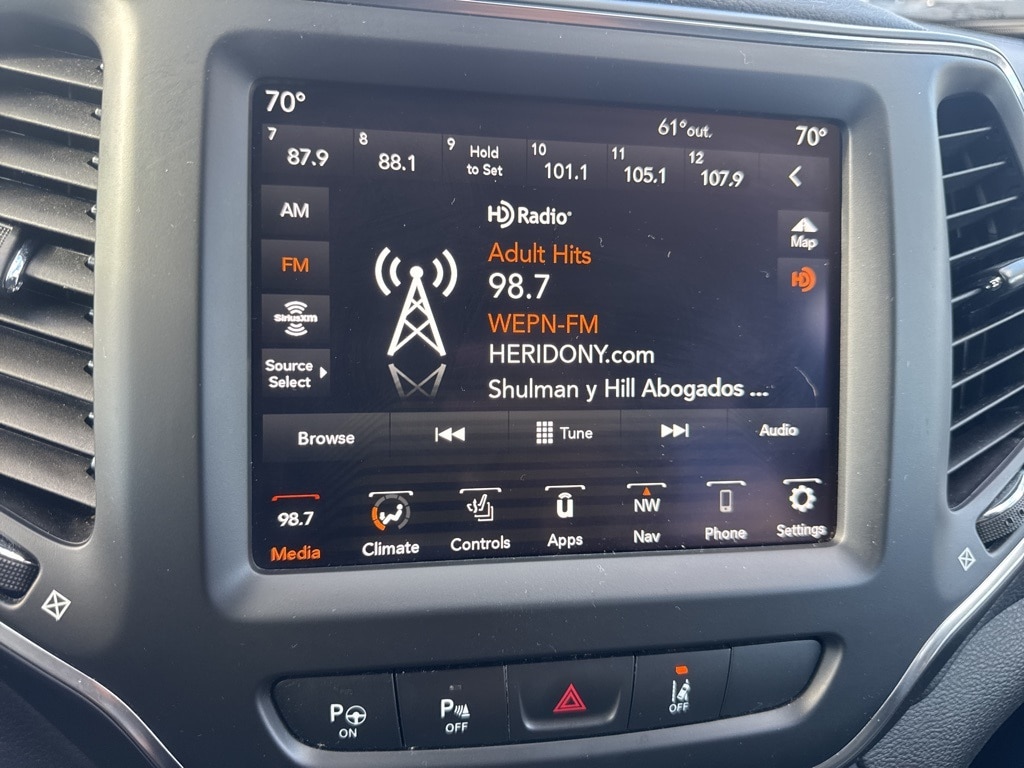 70°
61°out.
70°
7 87.9
8 88.1
9 Hold
to Set
10 101.1
11 105.1
12 107.9
AM
HD Radio
Map
FM
HD
Adult Hits
98.7
SiriusXM
WEPN-FM
HERIDONY.com
Source
Select
Shulman y Hill Abogados ...
Browse
Tune
Audio
98.7
Media
Climate
Controls
u
Apps
NW
Nav
Phone
Settings
P
ON
P
OFF
OFF